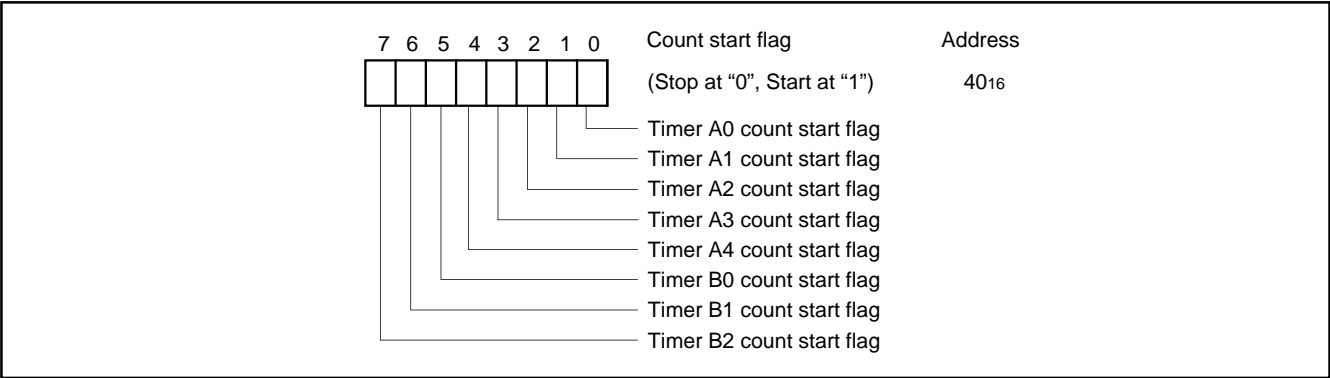 7 6 5 4 3 2 1 0 Count start flag Address
(Stop at “0”, Start at “1”) 4016
Timer A0 count start flag
Timer A1 count start flag
Timer A2 count start flag
Timer A3 count start flag
Timer A4 count start flag
Timer B0 count start flag
Timer B1 count start flag
Timer B2 count start flag